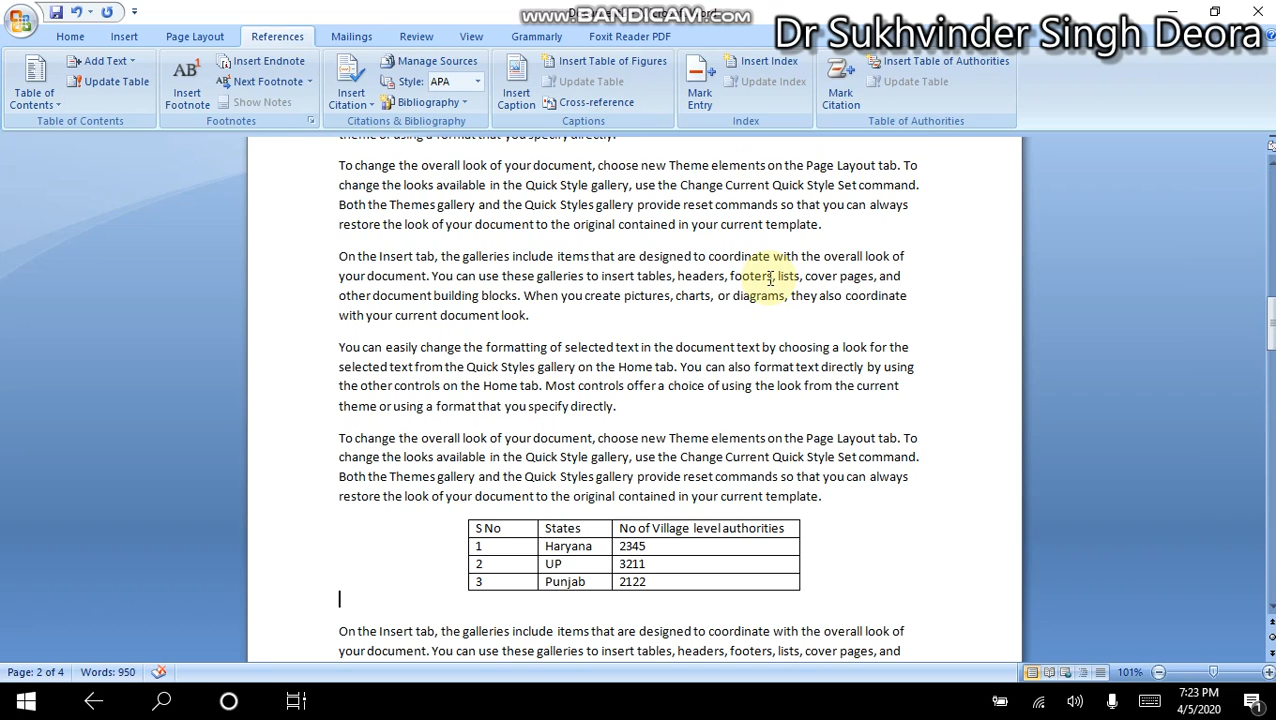 www.BANDICAM.com
Dr Sukhvinder Singh Deora
Home Insert Page Layout References Mailings Review View Grammarly Foxit Reader PDF
Table of Contents
Add Text
Update Table
Table of Contents
Insert Footnote
Insert Endnote
Next Footnote
Show Notes
Footnotes
Insert Citation
Manage Sources
Style: APA
Bibliography
Citations & Bibliography
Insert Caption
Insert Table of Figures
Update Table
Cross-reference
Captions
Mark Entry
Insert Index
Update Index
Index
Mark Citation
Insert Table of Authorities
Update Table
Table of Authorities
theme or using a format that you specify directly.
To change the overall look of your document, choose new Theme elements on the Page Layout tab. To
change the looks available in the Quick Style gallery, use the Change Current Quick Style Set command.
Both the Themes gallery and the Quick Styles gallery provide reset commands so that you can always
restore the look of your document to the original contained in your current template.
On the Insert tab, the galleries include items that are designed to coordinate with the overall look of
your document. You can use these galleries to insert tables, headers, footers, lists, cover pages, and
other document building blocks. When you create pictures, charts, or diagrams, they also coordinate
with your current document look.
You can easily change the formatting of selected text in the document text by choosing a look for the
selected text from the Quick Styles gallery on the Home tab. You can also format text directly by using
the other controls on the Home tab. Most controls offer a choice of using the look from the current
theme or using a format that you specify directly.
To change the overall look of your document, choose new Theme elements on the Page Layout tab. To
change the looks available in the Quick Style gallery, use the Change Current Quick Style Set command.
Both the Themes gallery and the Quick Styles gallery provide reset commands so that you can always
restore the look of your document to the original contained in your current template.
S No States No of Village level authorities
1 Haryana 2345
2 UP 3211
3 Punjab 2122
On the Insert tab, the galleries include items that are designed to coordinate with the overall look of
your document. You can use these galleries to insert tables, headers, footers, lists, cover pages, and
Page: 2 of 4 Words: 950 101%
7:23 PM
4/5/2020